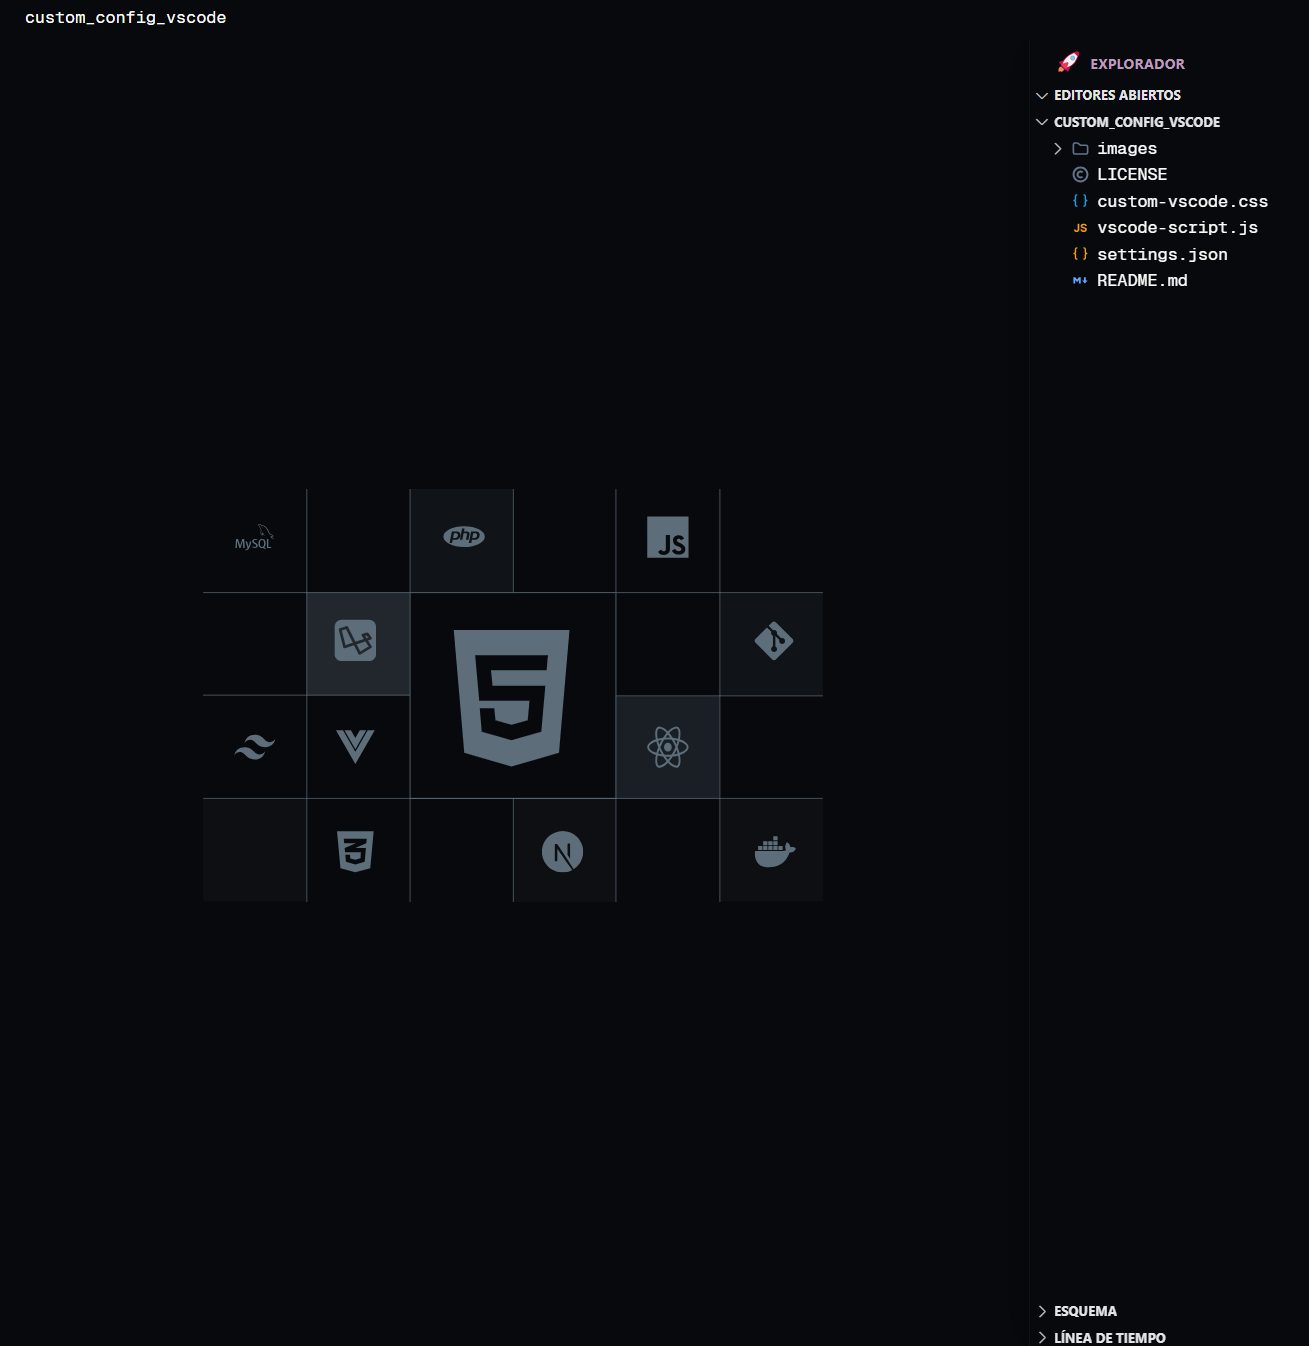 custom_config_vscode
EXPLORADOR
EDITORES ABIERTOS
CUSTOM_CONFIG_VSCODE
images
LICENSE
{} custom-vscode.css
JS vscode-script.js
{} settings.json
M README.md
MySQL
php
JS
N
ESQUEMA
LÍNEA DE TIEMPO